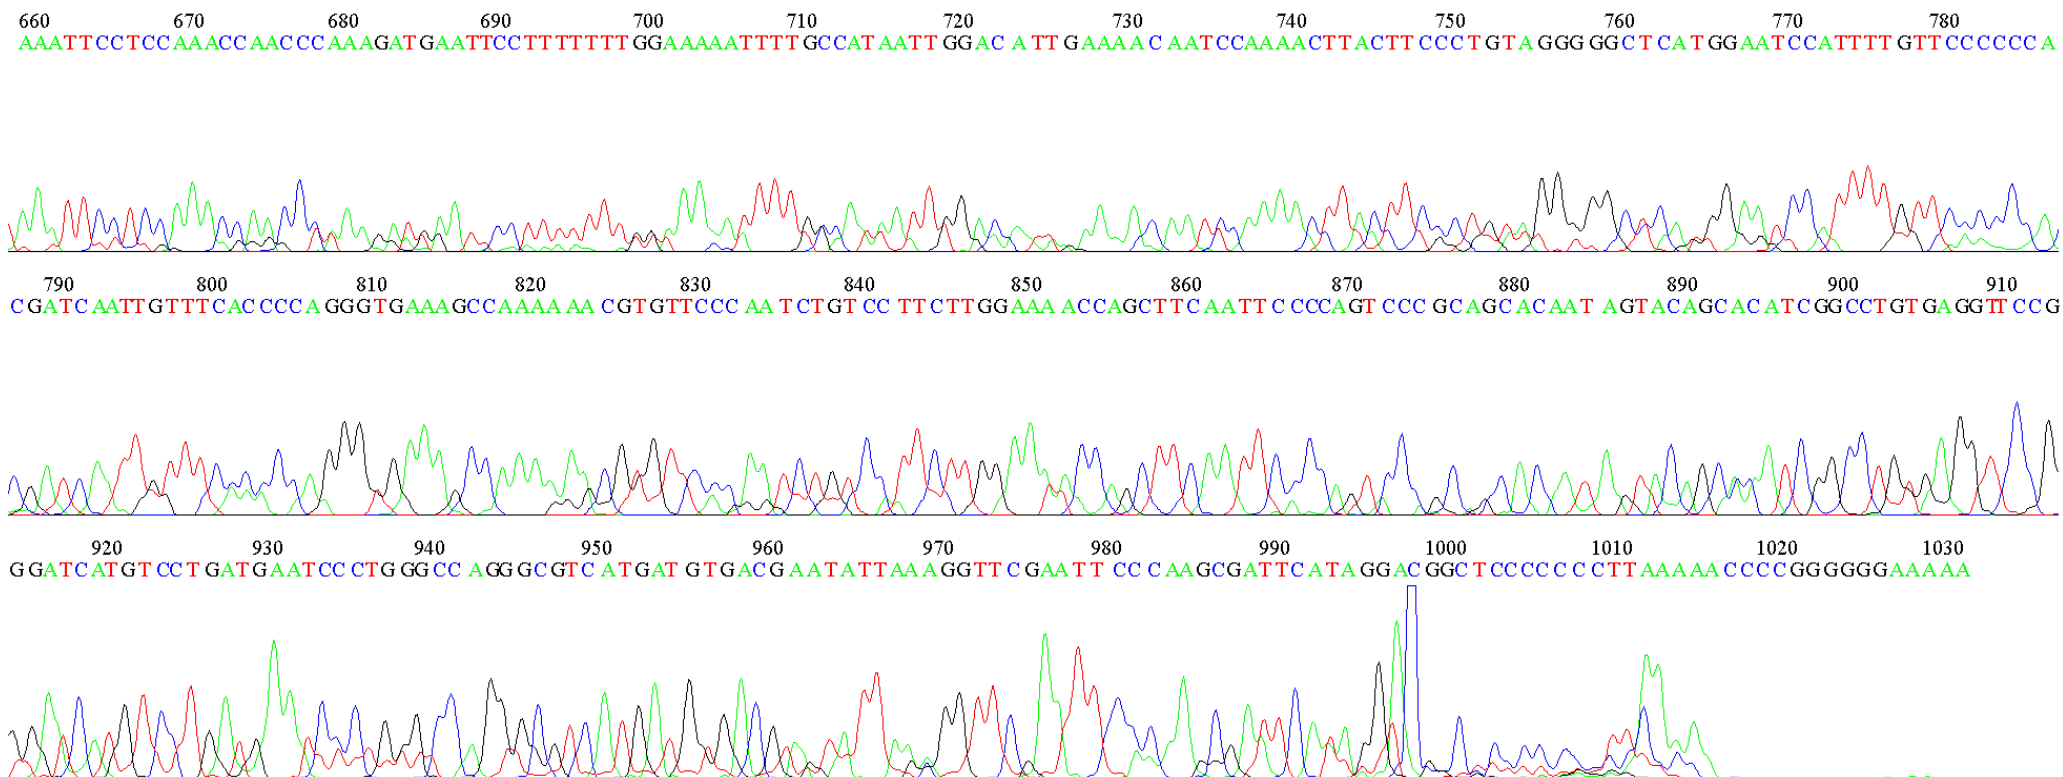 660 670 680 690 700 710 720 730 740 750 760 770 780
AAATTCCTCCAAACCAACCCAAAGATGAATTCCTTTTTTTGGAAAAATTTTGCCATAATTGGACATTGAAAACAATCCAAAACTTACTTCCCTGTAGGGGGCTCATGGAATCCATTTTGTTCCCCCCA
790 800 810 820 830 840 850 860 870 880 890 900 910
CGATCAATTGTTTCACCCCAGGGTGAAAGCCAAAAAACGTGTTCCCAATCTGTCCTTCTTGGAAAACCAGCTTCAATTCCCCAGTCCCGCAGCACAATAGTACAGCACATCGGCCTGTGAGGTTCCG
920 930 940 950 960 970 980 990 1000 1010 1020 1030
GGATCATGTCCTGATGAATCCCTGGGCCAGGGCGTCATGATGTGACGAATATTAAAGGTTCGAATTCCCAAGCGATTCATAGGACGGCTCCCCCCCTTAAAAACCCCGGGGGGAAAAA